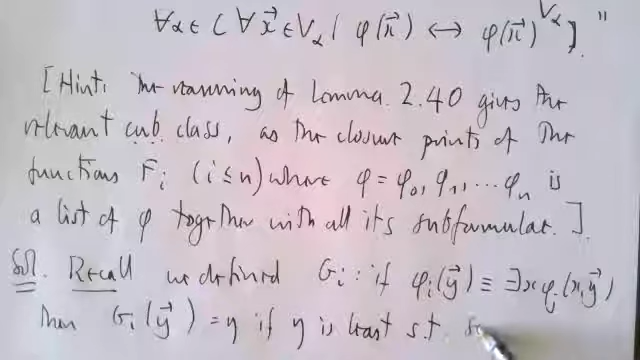 ∀α ∈ C ∀x⃗ ∈ V_α ( φ(x⃗) ↔ φ(x⃗)^{V_α} ]."
[Hint: The reasoning of Lemma 2.40 gives the
relevant cub class, as the closure points of the
functions F_i (i ≤ n) where φ = φ_0, φ_1, ... φ_n is
a list of φ together with all its subformulae.].
Sol. Recall we defined G_i : if φ_i(y⃗) ≡ ∃x φ_j(x, y⃗)
then G_i(y⃗) = η if η is least s.t.